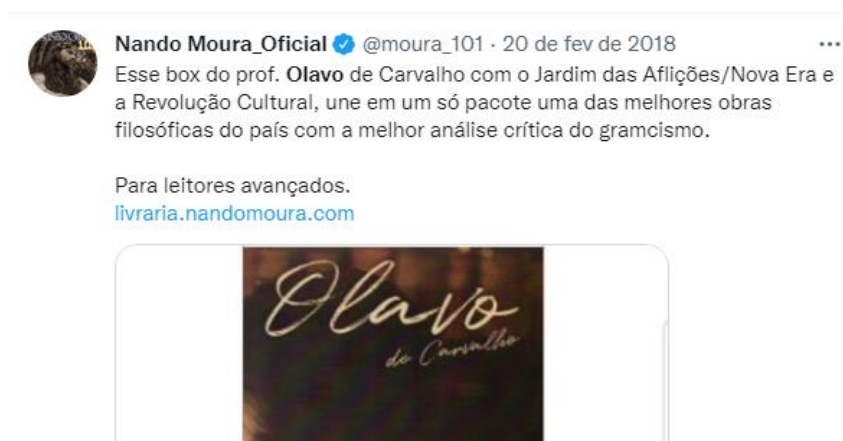 Nando Moura_Oficial @moura_101 · 20 de fev de 2018
Esse box do prof. Olavo de Carvalho com o Jardim das Aflições/Nova Era e
a Revolução Cultural, une em um só pacote uma das melhores obras
filosóficas do país com a melhor análise crítica do gramcismo.
Para leitores avançados.
livraria.nandomoura.com
Olavo
de Carvalho